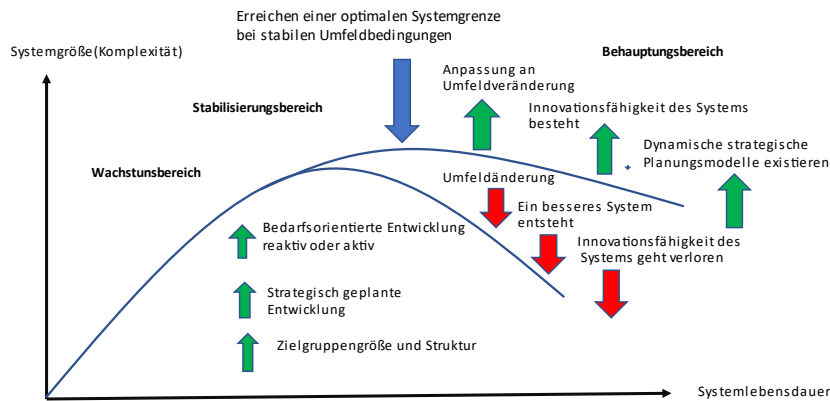 Erreichen einer optimalen Systemgrenze
bei stabilen Umfeldbedingungen
Systemgröße(Komplexität)
Behauptungsbereich
Anpassung an
Umfeldveränderung
Stabilisierungsbereich
Innovationsfähigkeit des Systems
besteht
Dynamische strategische
Planungsmodelle existieren
Wachstunsbereich
Umfeldänderung
Ein besseres System
entsteht
Bedarfsorientierte Entwicklung
reaktiv oder aktiv
Innovationsfähigkeit des
Systems geht verloren
Strategisch geplante
Entwicklung
Zielgruppengröße und Struktur
Systemlebensdauer